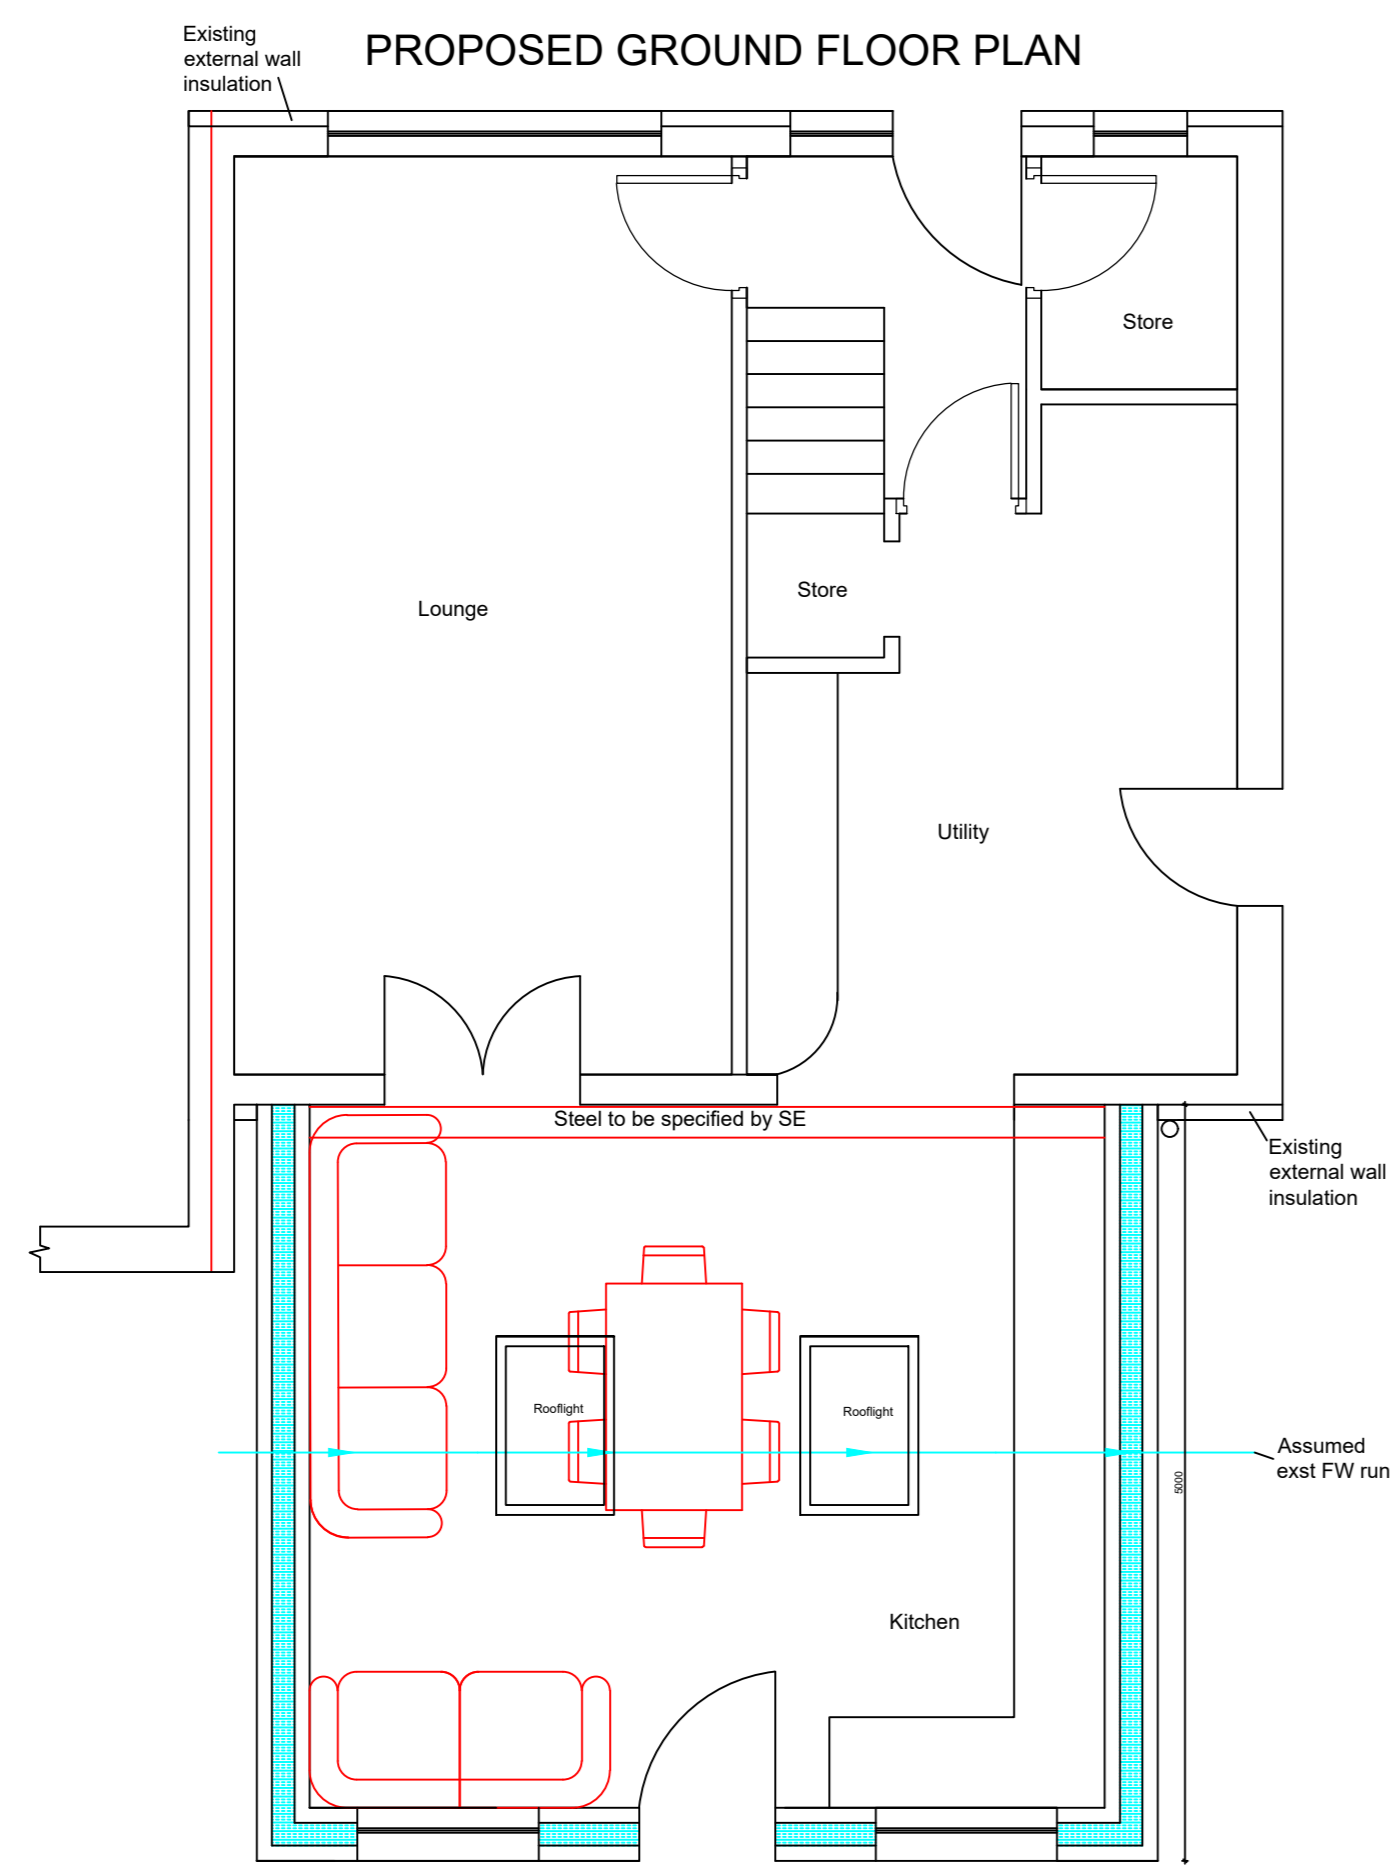 Existing
external wall
insulation
PROPOSED GROUND FLOOR PLAN
Store
Store
Lounge
Utility
Steel to be specified by SE
Existing
external wall
insulation
Rooflight
Rooflight
Assumed
exst FW run
5000
Kitchen